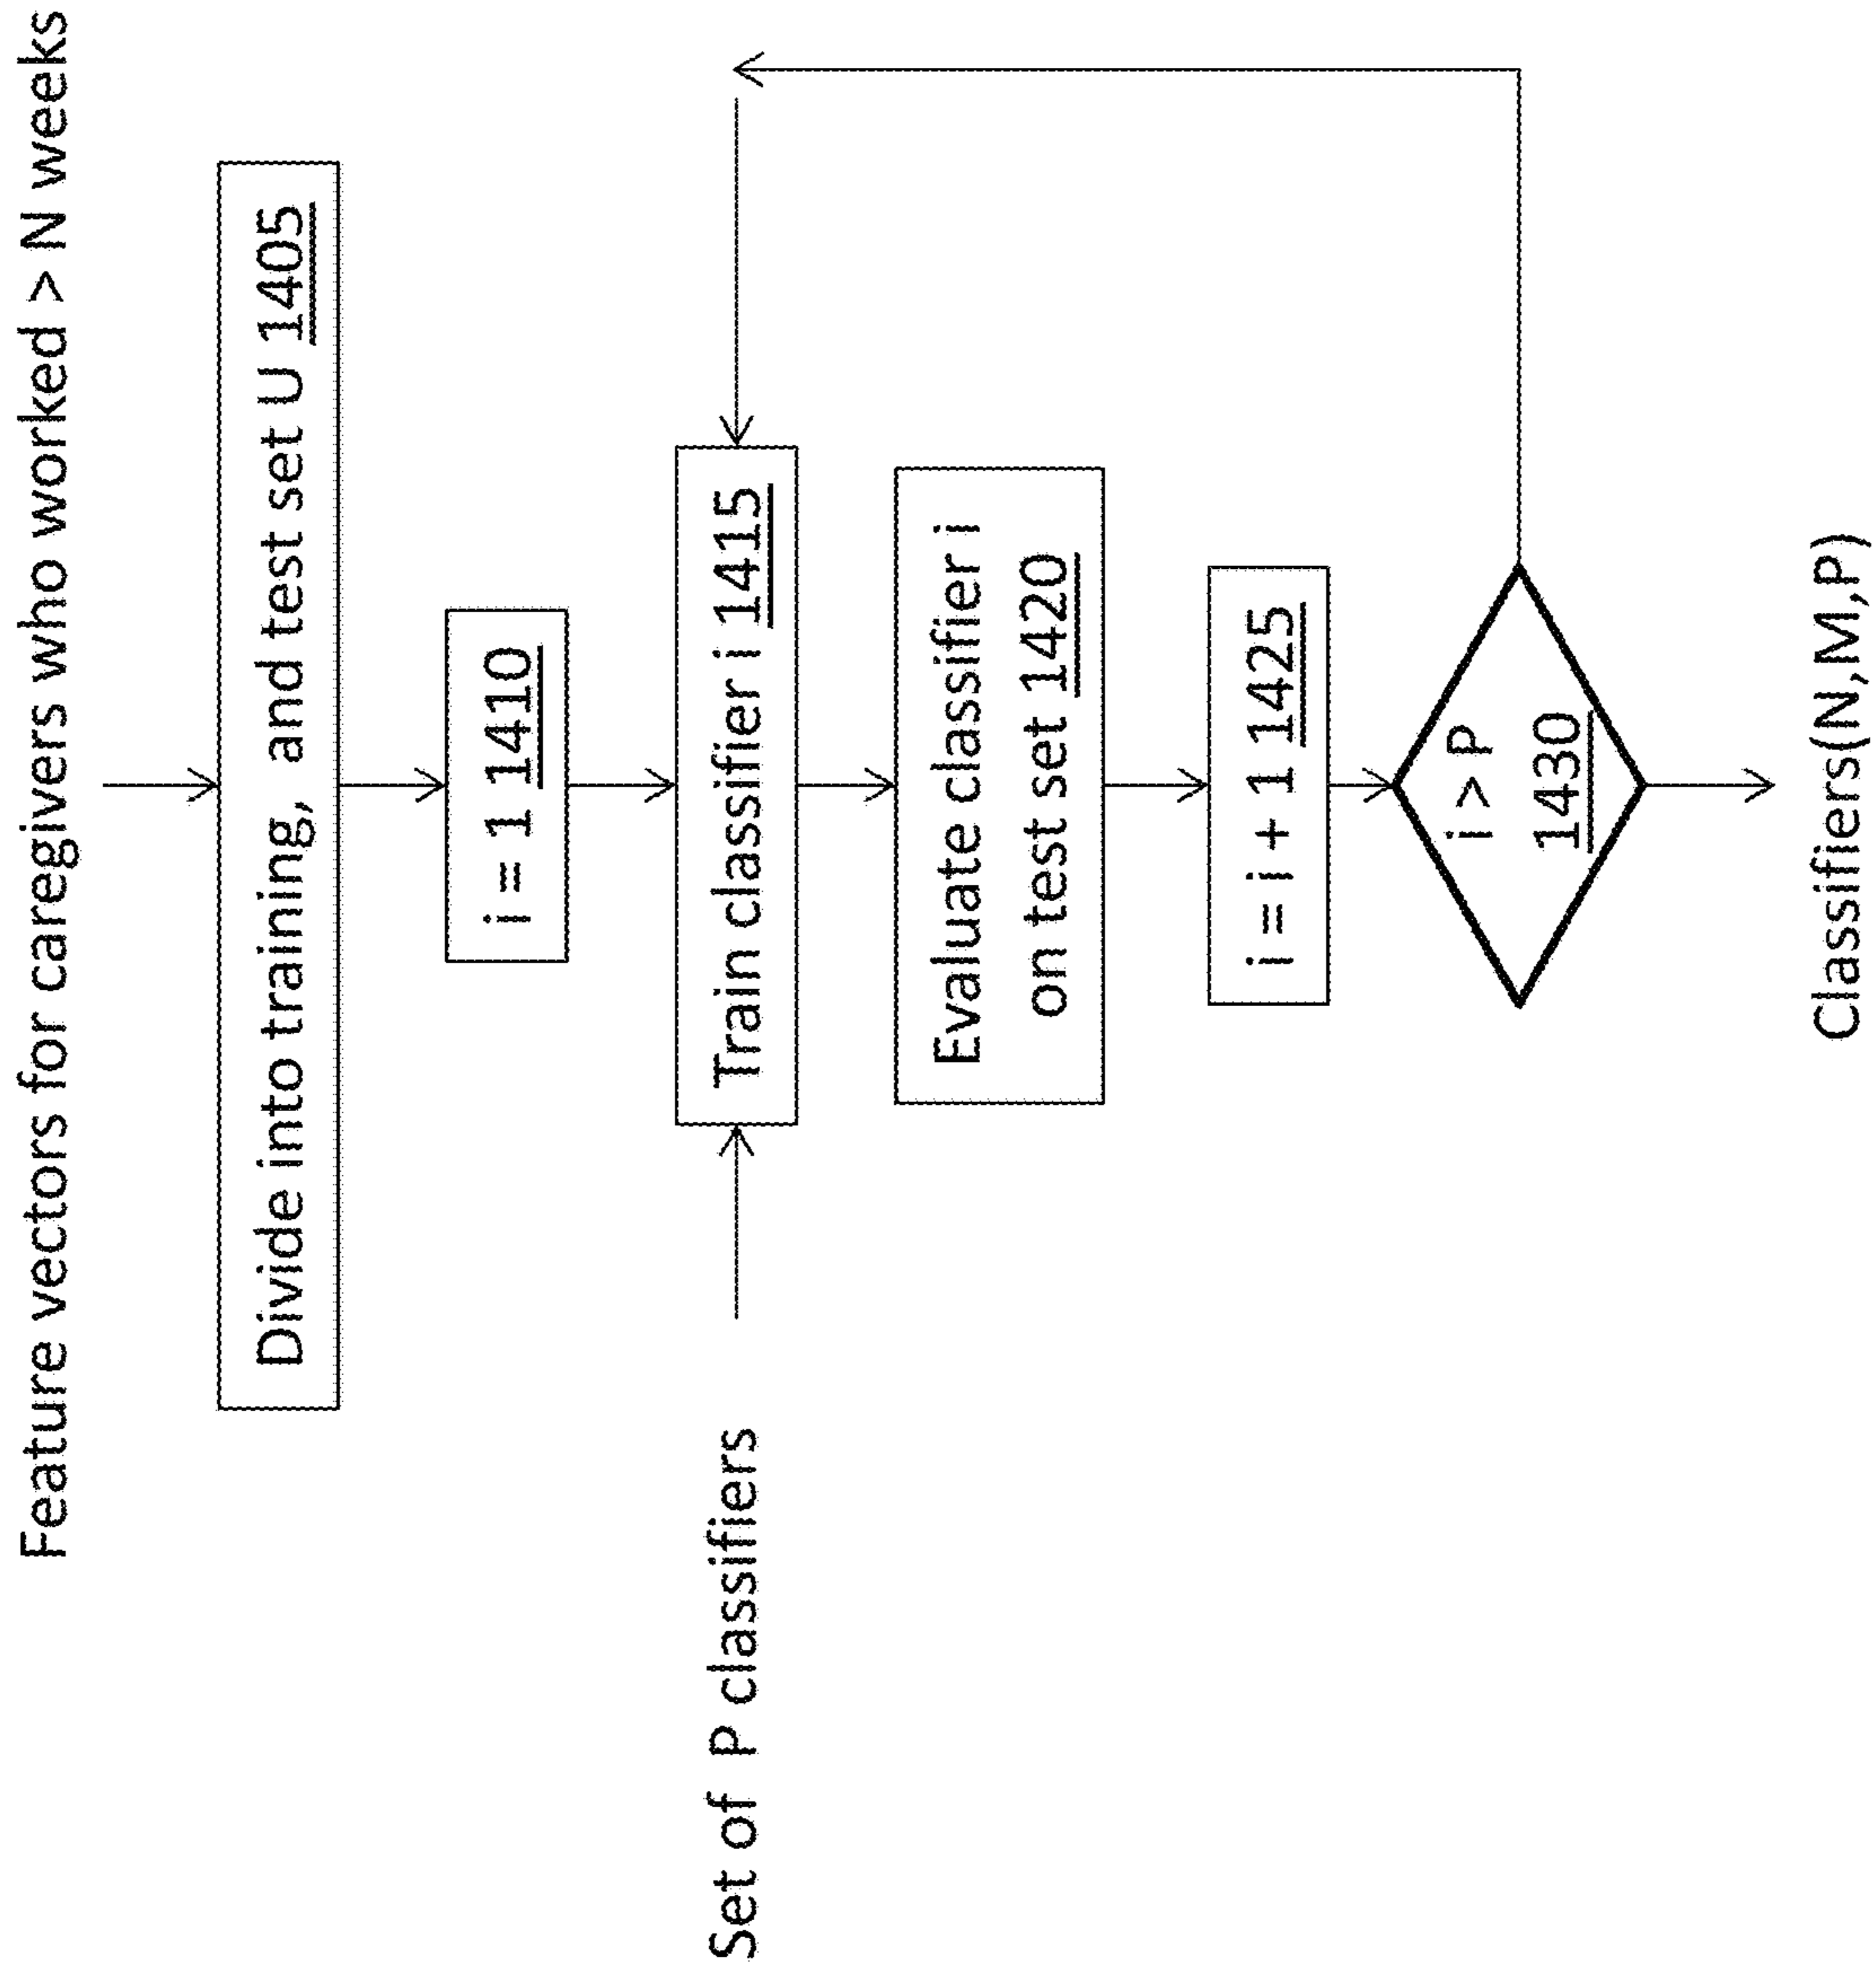 Feature vectors for caregivers who worked > N weeks
Divide into training, and test set U 1405
i = 1 1410
Set of P classifiers
Train classifier i 1415
Evaluate classifier i
on test set 1420
i = i + 1 1425
i > P
1430
Classifiers(N,M,P)